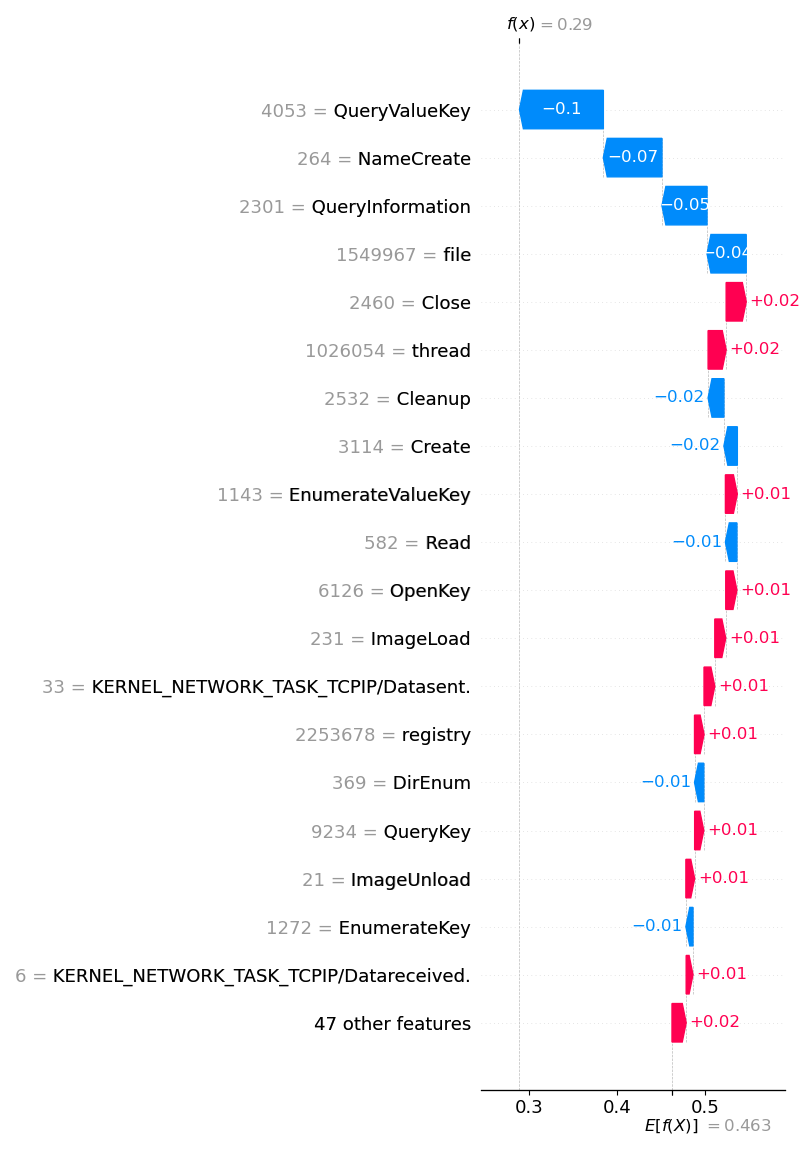 f(x) = 0.29
4053 = QueryValueKey −0.1
264 = NameCreate −0.07
2301 = QueryInformation −0.05
1549967 = file −0.04
2460 = Close +0.02
1026054 = thread +0.02
2532 = Cleanup −0.02
3114 = Create −0.02
1143 = EnumerateValueKey +0.01
582 = Read −0.01
6126 = OpenKey +0.01
231 = ImageLoad +0.01
33 = KERNEL_NETWORK_TASK_TCPIP/Datasent. +0.01
2253678 = registry +0.01
369 = DirEnum −0.01
9234 = QueryKey +0.01
21 = ImageUnload +0.01
1272 = EnumerateKey −0.01
6 = KERNEL_NETWORK_TASK_TCPIP/Datareceived. +0.01
47 other features +0.02
0.3 0.4 0.5
E[f(X)] = 0.463